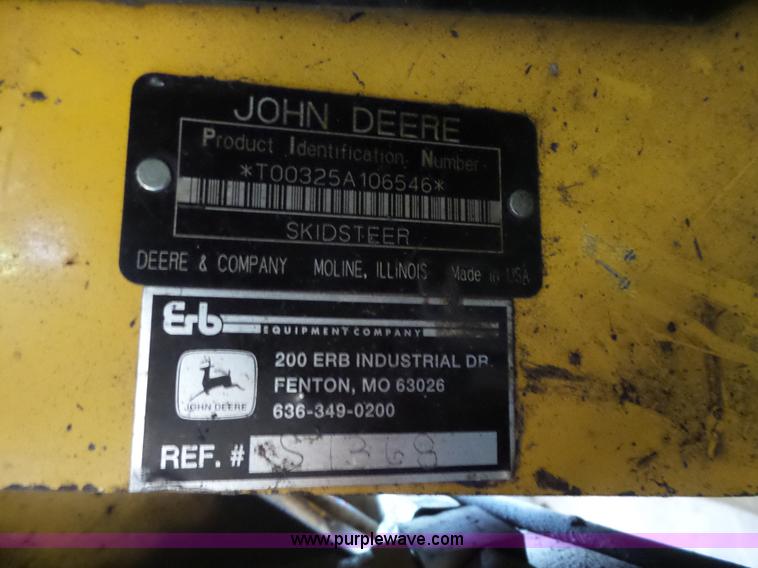 JOHN DEERE
Product Identification Number
*T00325A106546*
SKIDSTEER
DEERE & COMPANY MOLINE, ILLINOIS Made in USA
Erb
EQUIPMENT COMPANY
200 ERB INDUSTRIAL DR.
FENTON, MO 63026
JOHN DEERE
636-349-0200
REF. # S1368
www.purplewave.com